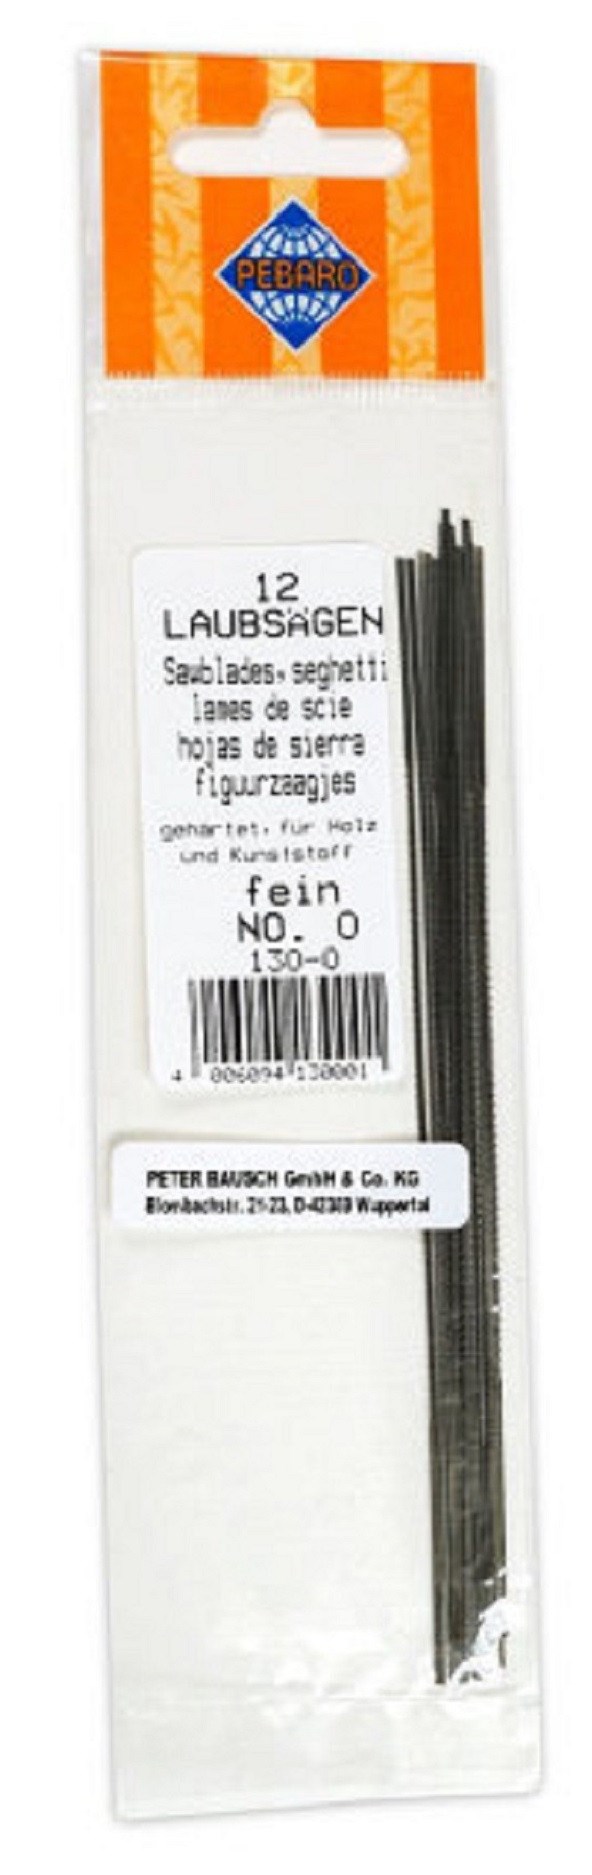 PEBARO
12
LAUBSÄGEN
Sawblades, seghetti
lames de scie
hojas de sierra
figuurzaagjes
gehärtet, für Holz
und Kunststoff
fein
NO. 0
130-0
4 006094 130001
PETER BAUSCH GmbH & Co. KG
Blombachstr. 21-23, D-42369 Wuppertal